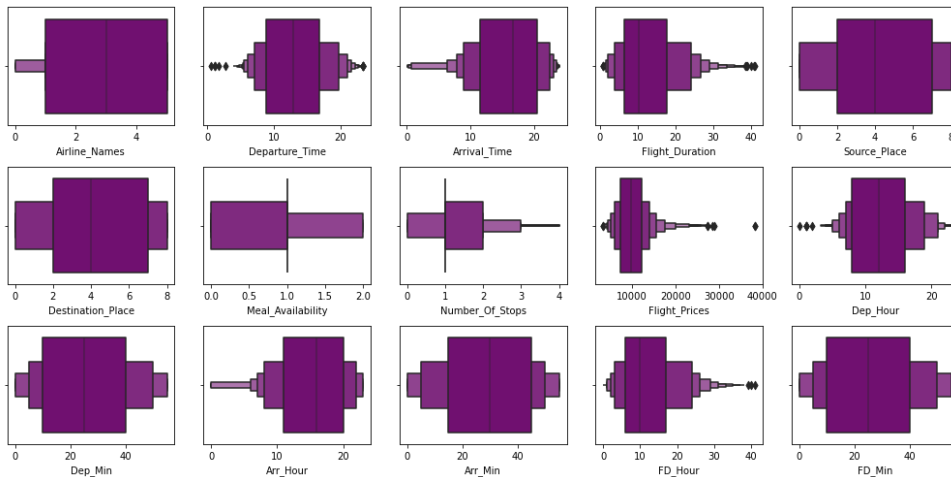 0 2 4
Airline_Names
0 10 20
Departure_Time
0 10 20
Arrival_Time
0 10 20 30 40
Flight_Duration
0 2 4 6 8
Source_Place
0 2 4 6 8
Destination_Place
0.0 0.5 1.0 1.5 2.0
Meal_Availability
0 1 2 3 4
Number_Of_Stops
10000 20000 30000 40000
Flight_Prices
0 10 20
Dep_Hour
0 20 40
Dep_Min
0 10 20
Arr_Hour
0 20 40
Arr_Min
0 10 20 30 40
FD_Hour
0 20 40
FD_Min